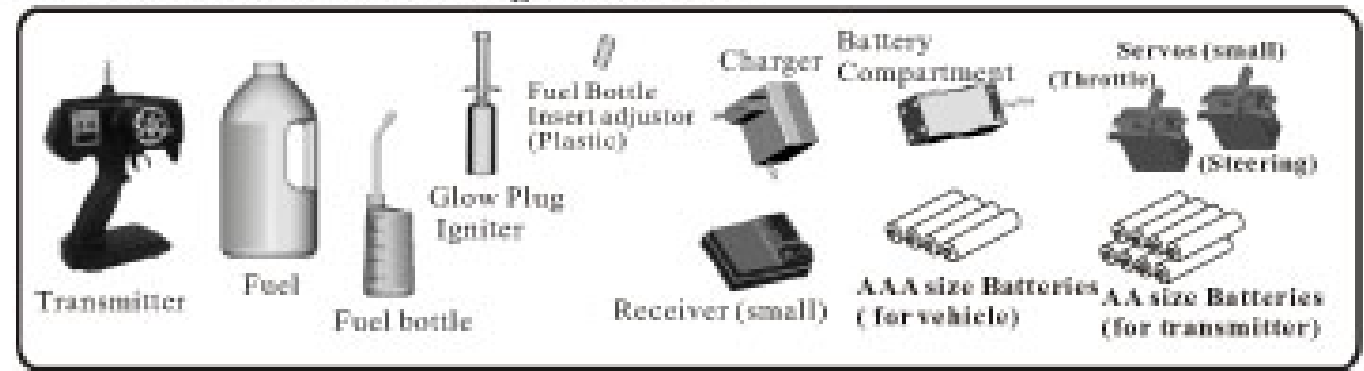 Transmitter
Fuel
Fuel bottle
Glow Plug
Igniter
Fuel Bottle
Insert adjustor
(Plastic)
Charger
Battery
Compartment
Servos (small)
(Throttle)
(Steering)
Receiver (small)
AAA size Batteries
( for vehicle)
AA size Batteries
(for transmitter)